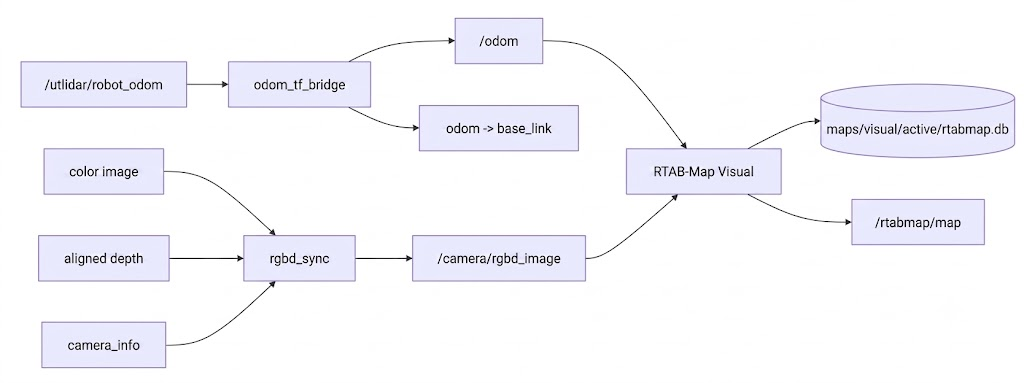 /odom
/utlidar/robot_odom
odom_tf_bridge
odom -> base_link
maps/visual/active/rtabmap.db
color image
RTAB-Map Visual
/rtabmap/map
aligned depth
rgbd_sync
/camera/rgbd_image
camera_info